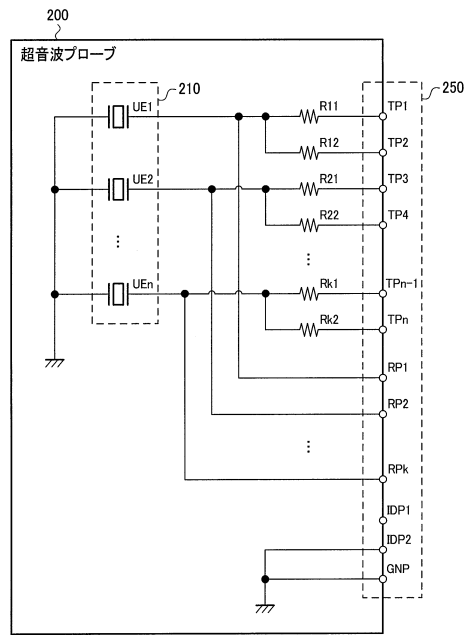 200
超音波プローブ
210
250
UE1
R11
TP1
R12
TP2
UE2
R21
TP3
R22
TP4
UEn
Rk1
TPn-1
Rk2
TPn
RP1
RP2
RPk
IDP1
IDP2
GNP